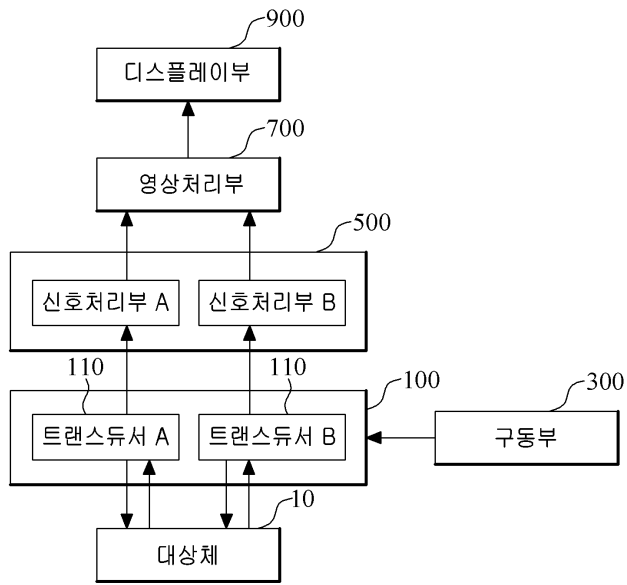 900
디스플레이부
700
영상처리부
500
신호처리부 A
신호처리부 B
110
110
100
300
트랜스듀서 A
트랜스듀서 B
구동부
10
대상체